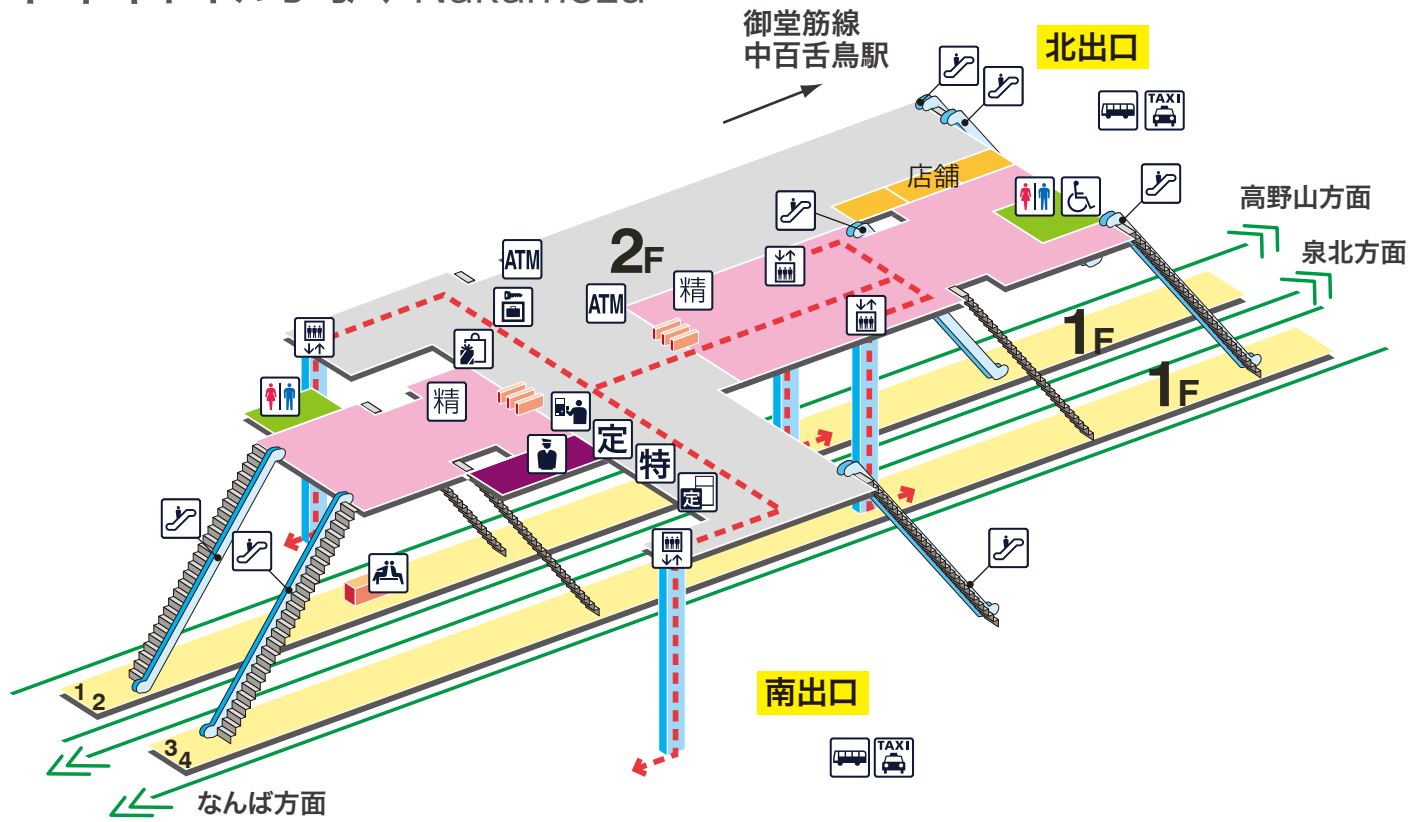 Nakamozu
御堂筋線
中百舌鳥駅
北出口
TAXI
店舗
高野山方面
泉北方面
2F
ATM
ATM
精
1F
1F
精
定
特
定
1
2
3
4
南出口
TAXI
なんば方面